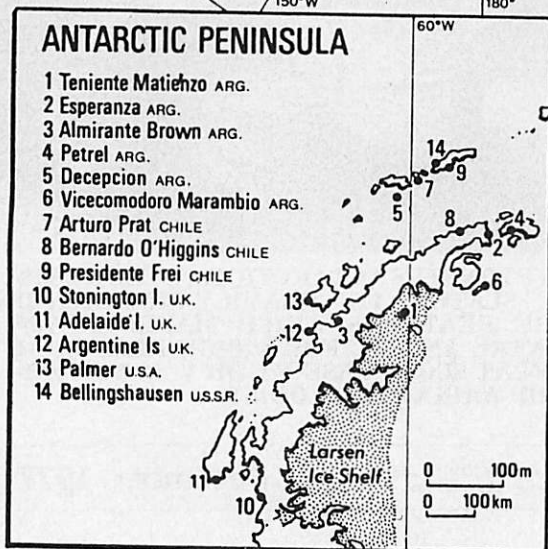 150°W
180°
60°W
ANTARCTIC PENINSULA
1 Teniente Matiehzo ARG.
2 Esperanza ARG.
3 Almirante Brown ARG.
4 Petrel ARG.
5 Decepcion ARG.
6 Vicecomodoro Marambio ARG.
7 Arturo Prat CHILE
8 Bernardo O'Higgins CHILE
9 Presidente Frei CHILE
10 Stonington I. U.K.
11 Adelaide I. U.K.
12 Argentine Is U.K.
13 Palmer U.S.A.
14 Bellingshausen U.S.S.R.
14
9
7
5
8
4
2
6
13
12
3
1
11
10
Larsen
Ice Shelf
0 100m
0 100km